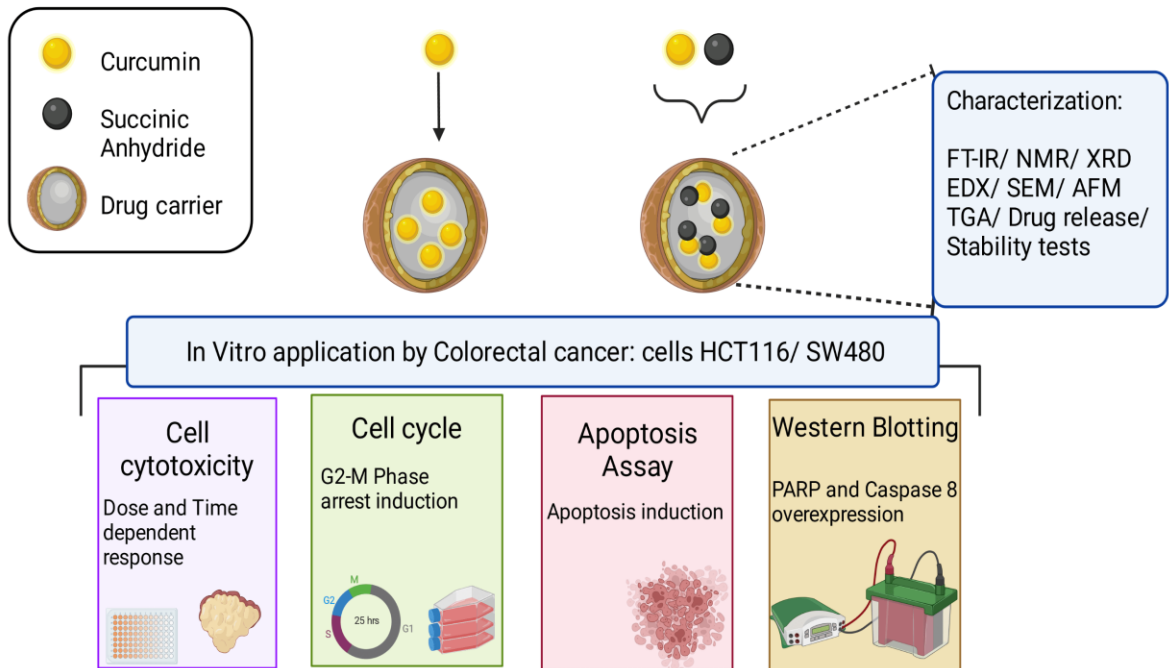 Curcumin
Succinic
Anhydride
Drug carrier
Characterization:
FT-IR/ NMR/ XRD
EDX/ SEM/ AFM
TGA/ Drug release/
Stability tests
In Vitro application by Colorectal cancer: cells HCT116/ SW480
Cell
cytotoxicity
Dose and Time
dependent
response
Cell cycle
G2-M Phase
arrest induction
M
G2
S
G1
25 hrs
Apoptosis
Assay
Apoptosis induction
Western Blotting
PARP and Caspase 8
overexpression